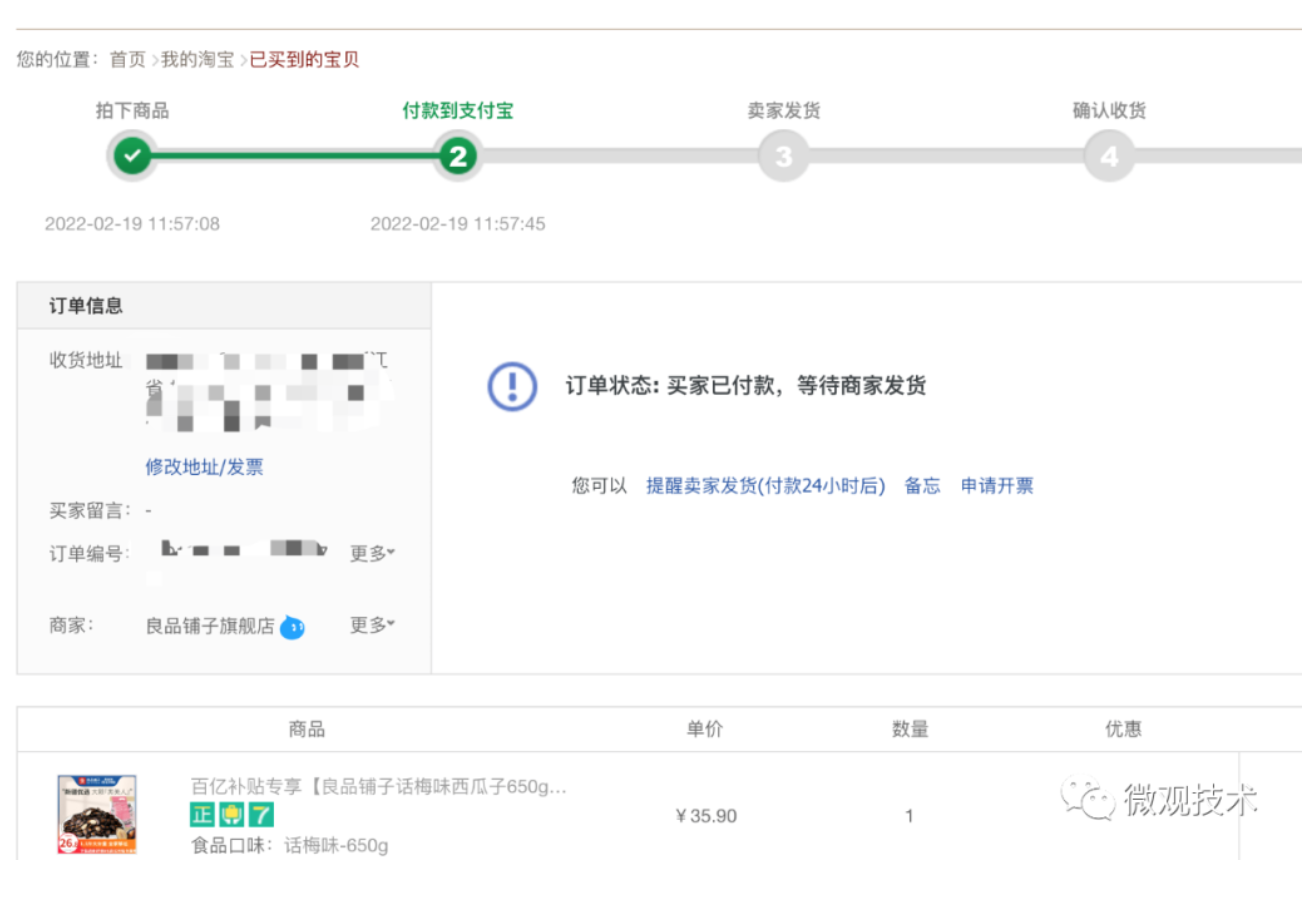 您的位置：首页 >我的淘宝 >已买到的宝贝
拍下商品 付款到支付宝 卖家发货 确认收货
2 3 4
2022-02-19 11:57:08 2022-02-19 11:57:45
订单信息
收货地址
省
修改地址/发票
买家留言： -
订单编号： 更多
商家： 良品铺子旗舰店 更多
订单状态: 买家已付款，等待商家发货
您可以 提醒卖家发货(付款24小时后) 备忘 申请开票
商品 单价 数量 优惠
百亿补贴专享【良品铺子话梅味西瓜子650g...
正 7
食品口味： 话梅味-650g
￥35.90 1
26.
微观技术